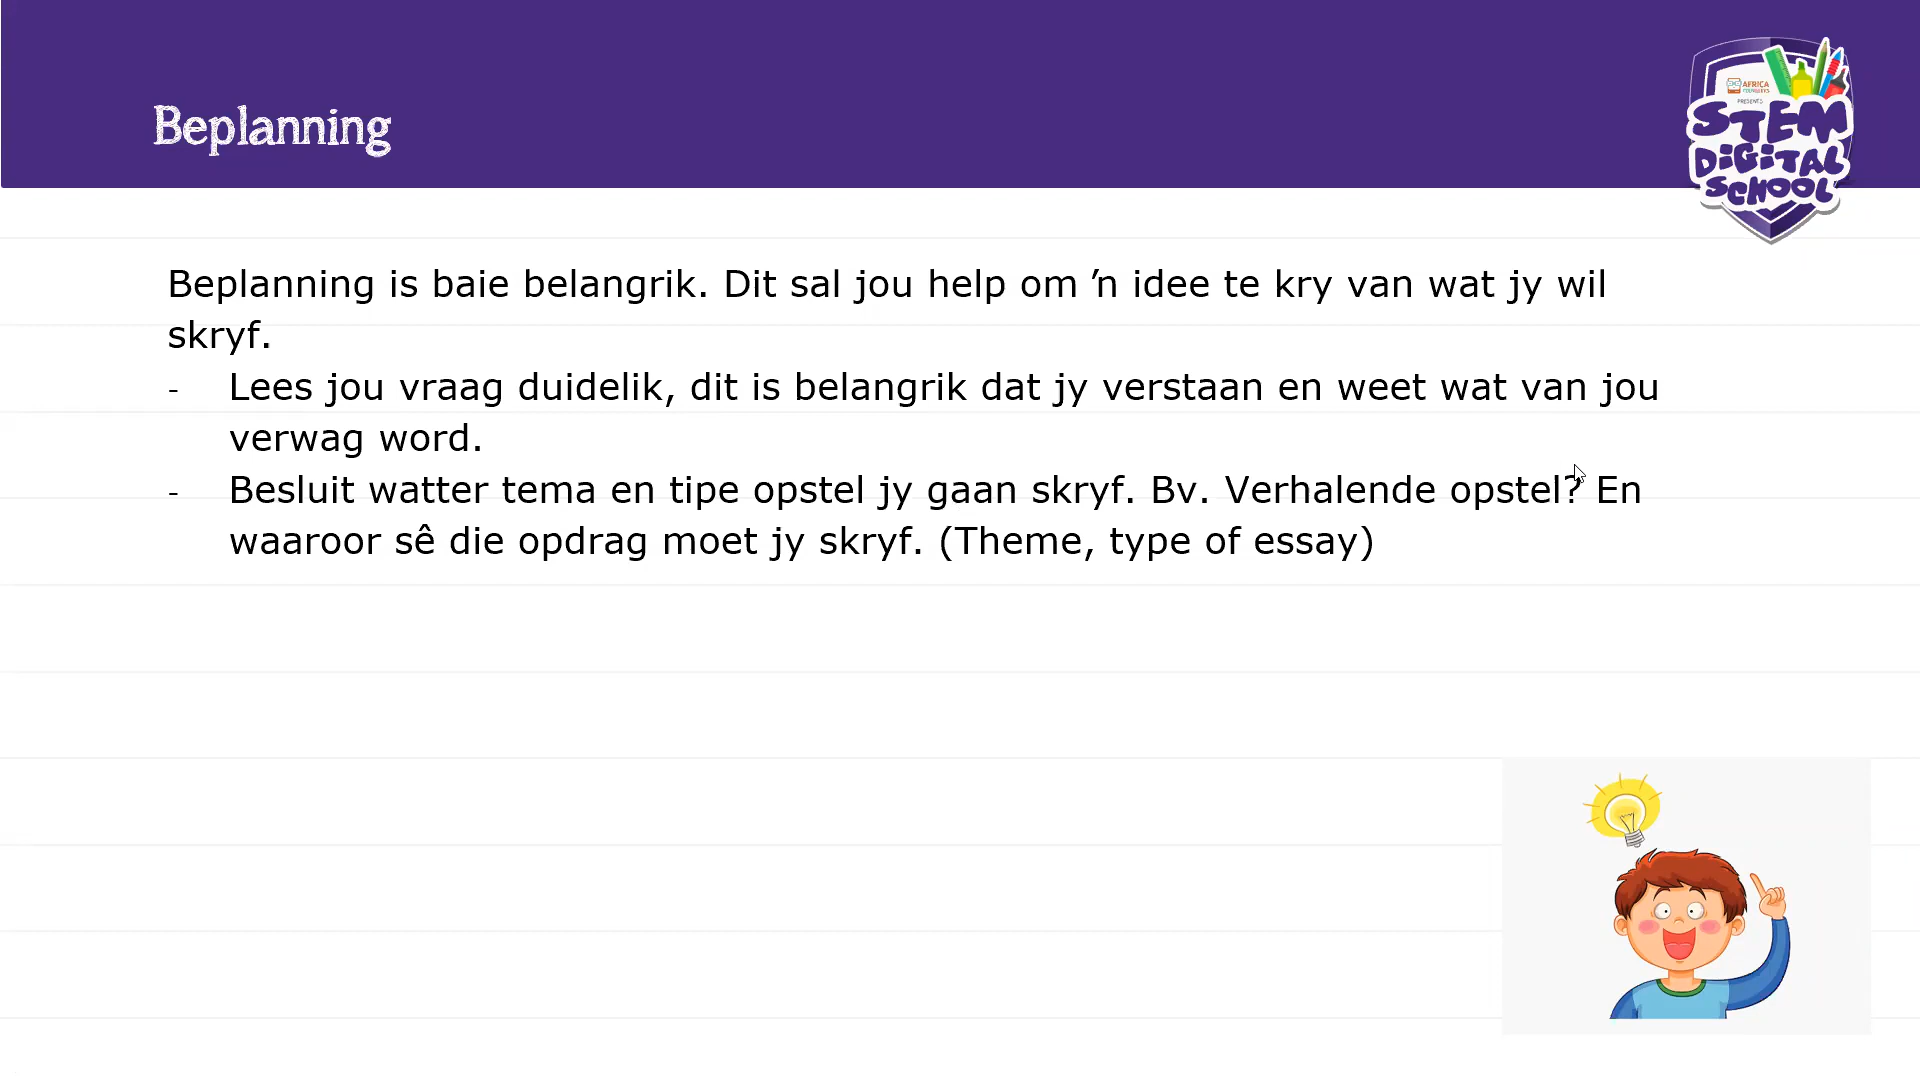 Beplanning
AFRICA
PRESENTS
STEM
DIGITAL
SCHOOL
Beplanning is baie belangrik. Dit sal jou help om ’n idee te kry van wat jy wil
skryf.
- Lees jou vraag duidelik, dit is belangrik dat jy verstaan en weet wat van jou
verwag word.
- Besluit watter tema en tipe opstel jy gaan skryf. Bv. Verhalende opstel? En
waaroor sê die opdrag moet jy skryf. (Theme, type of essay)